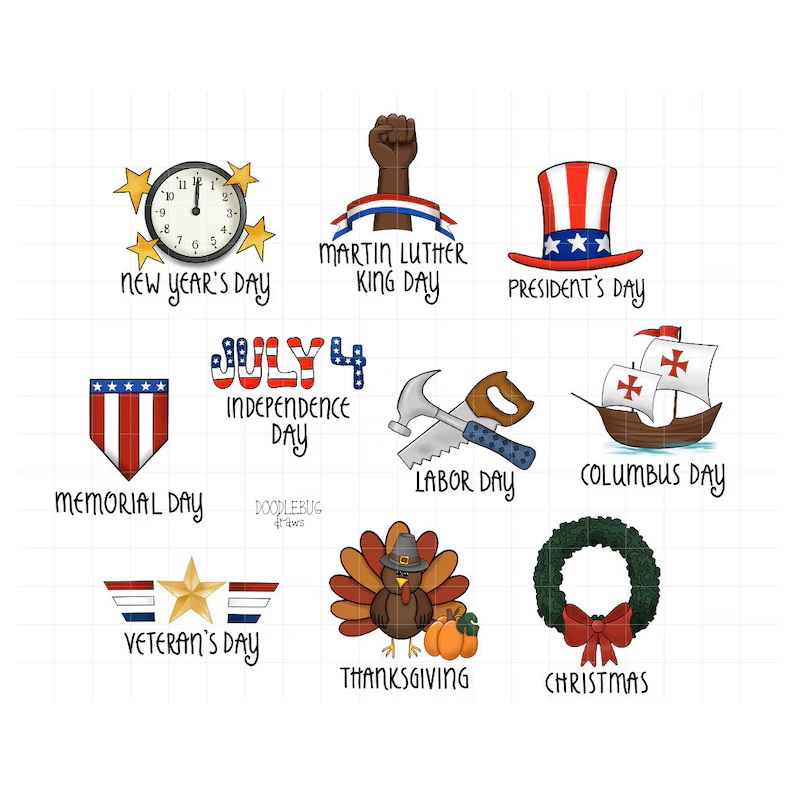 12
11
1
10
2
9
3
8
4
7
5
6
NEW YEAR'S DAY
MARTIN LUTHER
KING DAY
PRESIDENT'S DAY
JULY 4
INDEPENDENCE
DAY
MEMORIAL DAY
LABOR DAY
COLUMBUS DAY
DOODLEBUG
draws
VETERAN'S DAY
THANKSGIVING
CHRISTMAS